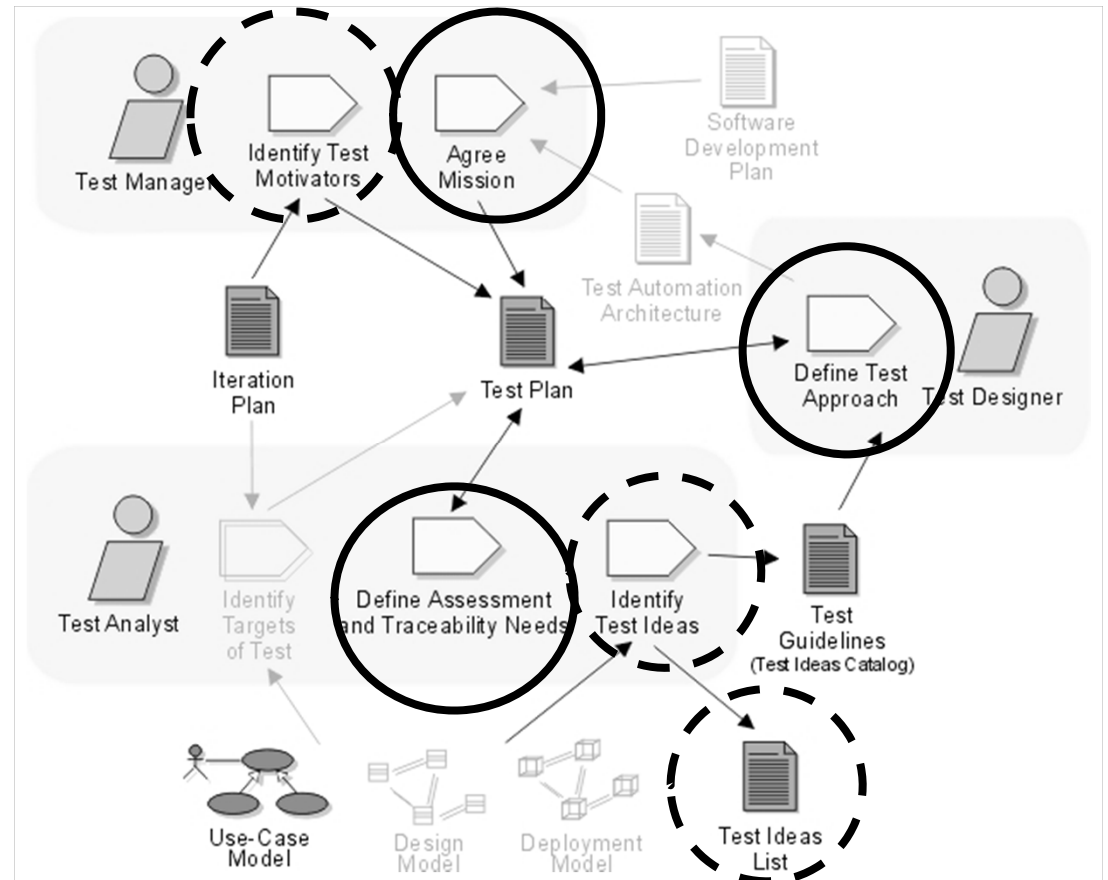 Test Manager
Identify Test
Motivators
Agree
Mission
Software
Development
Plan
Test Automation
Architecture
Iteration
Plan
Test Plan
Define Test
Approach
Test Designer
Test Analyst
Identify
Targets
of Test
Define Assessment
and Traceability Needs
Identify
Test Ideas
Test
Guidelines
(Test Ideas Catalog)
Use-Case
Model
Design
Model
Deployment
Model
Test Ideas
List